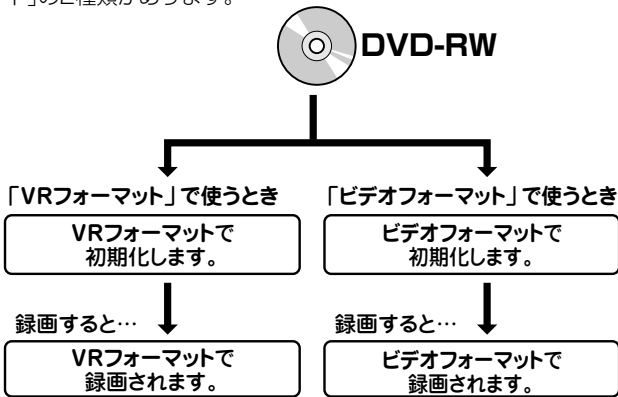 ト」の2種類があります。
DVD-RW
「VRフォーマット」で使うとき
VRフォーマットで
初期化します。
録画すると…
VRフォーマットで
録画されます。
「ビデオフォーマット」で使うとき
ビデオフォーマットで
初期化します。
録画すると…
ビデオフォーマットで
録画されます。